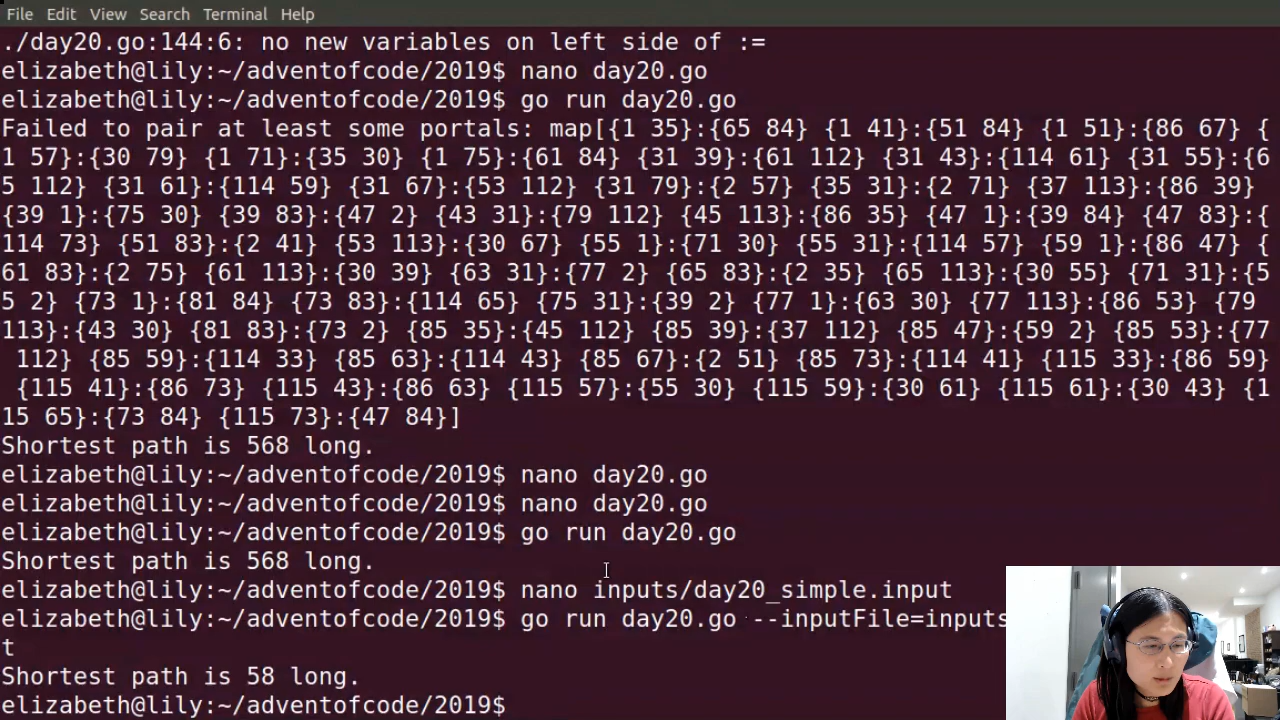 File Edit View Search Terminal Help
./day20.go:144:6: no new variables on left side of :=
elizabeth@lily:~/adventofcode/2019$ nano day20.go
elizabeth@lily:~/adventofcode/2019$ go run day20.go
Failed to pair at least some portals: map[{1 35}:{65 84} {1 41}:{51 84} {1 51}:{86 67} {
1 57}:{30 79} {1 71}:{35 30} {1 75}:{61 84} {31 39}:{61 112} {31 43}:{114 61} {31 55}:{6
5 112} {31 61}:{114 59} {31 67}:{53 112} {31 79}:{2 57} {35 31}:{2 71} {37 113}:{86 39}
{39 1}:{75 30} {39 83}:{47 2} {43 31}:{79 112} {45 113}:{86 35} {47 1}:{39 84} {47 83}:{
114 73} {51 83}:{2 41} {53 113}:{30 67} {55 1}:{71 30} {55 31}:{114 57} {59 1}:{86 47} {
61 83}:{2 75} {61 113}:{30 39} {63 31}:{77 2} {65 83}:{2 35} {65 113}:{30 55} {71 31}:{5
5 2} {73 1}:{81 84} {73 83}:{114 65} {75 31}:{39 2} {77 1}:{63 30} {77 113}:{86 53} {79
113}:{43 30} {81 83}:{73 2} {85 35}:{45 112} {85 39}:{37 112} {85 47}:{59 2} {85 53}:{77
 112} {85 59}:{114 33} {85 63}:{114 43} {85 67}:{2 51} {85 73}:{114 41} {115 33}:{86 59}
 {115 41}:{86 73} {115 43}:{86 63} {115 57}:{55 30} {115 59}:{30 61} {115 61}:{30 43} {1
15 65}:{73 84} {115 73}:{47 84}]
Shortest path is 568 long.
elizabeth@lily:~/adventofcode/2019$ nano day20.go
elizabeth@lily:~/adventofcode/2019$ nano day20.go
elizabeth@lily:~/adventofcode/2019$ go run day20.go
Shortest path is 568 long.
elizabeth@lily:~/adventofcode/2019$ nano inputs/day20_simple.input
elizabeth@lily:~/adventofcode/2019$ go run day20.go --inputFile=inputs
t
Shortest path is 58 long.
elizabeth@lily:~/adventofcode/2019$